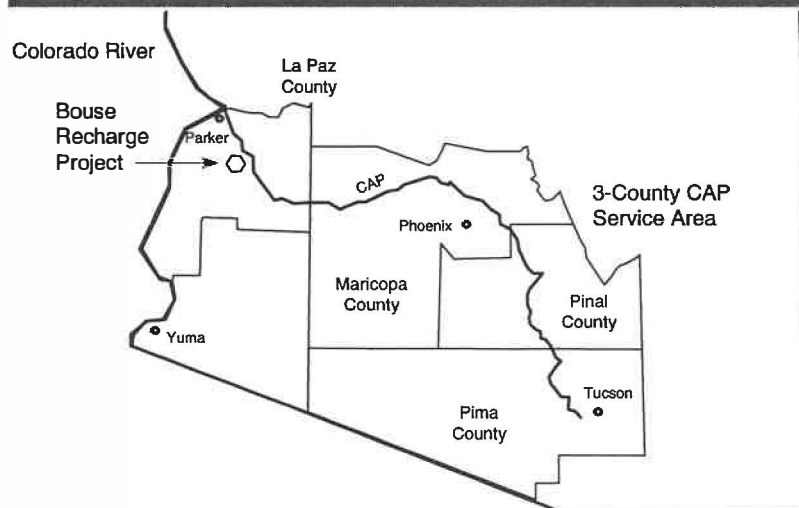 Colorado River
La Paz
County
Bouse
Recharge
Project
Parker
CAP
3-County CAP
Service Area
Phoenix
Maricopa
County
Pinal
County
Yuma
Tucson
Pima
County